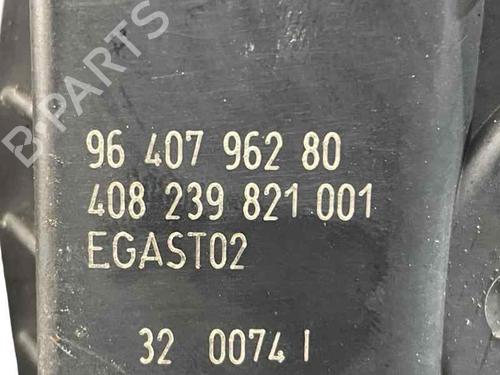 B-PARTS
96 407 962 80
408 239 821 001
EGAST02
32 0074 I